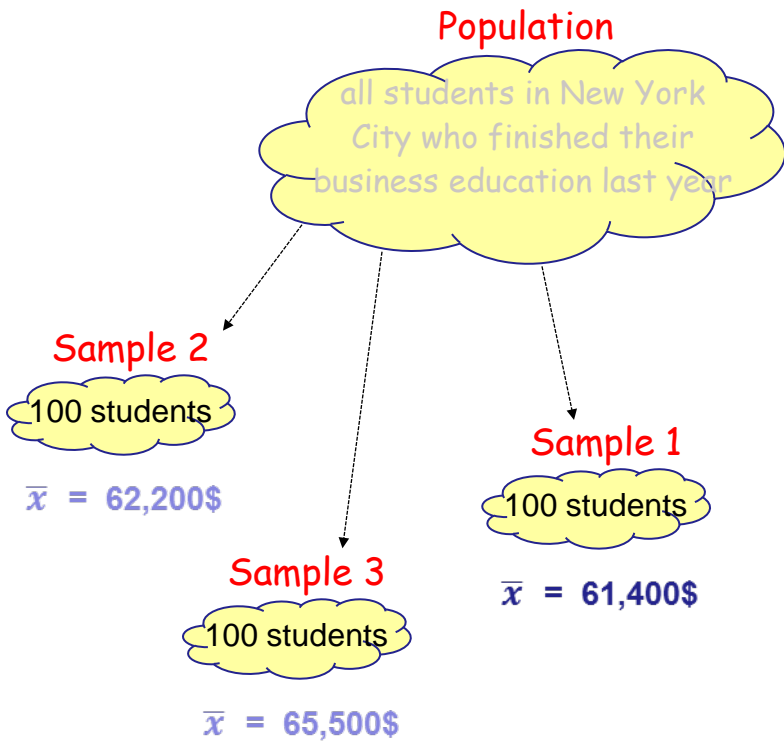 Population
all students in New York
City who finished their
business education last year
Sample 2
100 students
x̅ = 62,200$
Sample 1
100 students
x̅ = 61,400$
Sample 3
100 students
x̅ = 65,500$